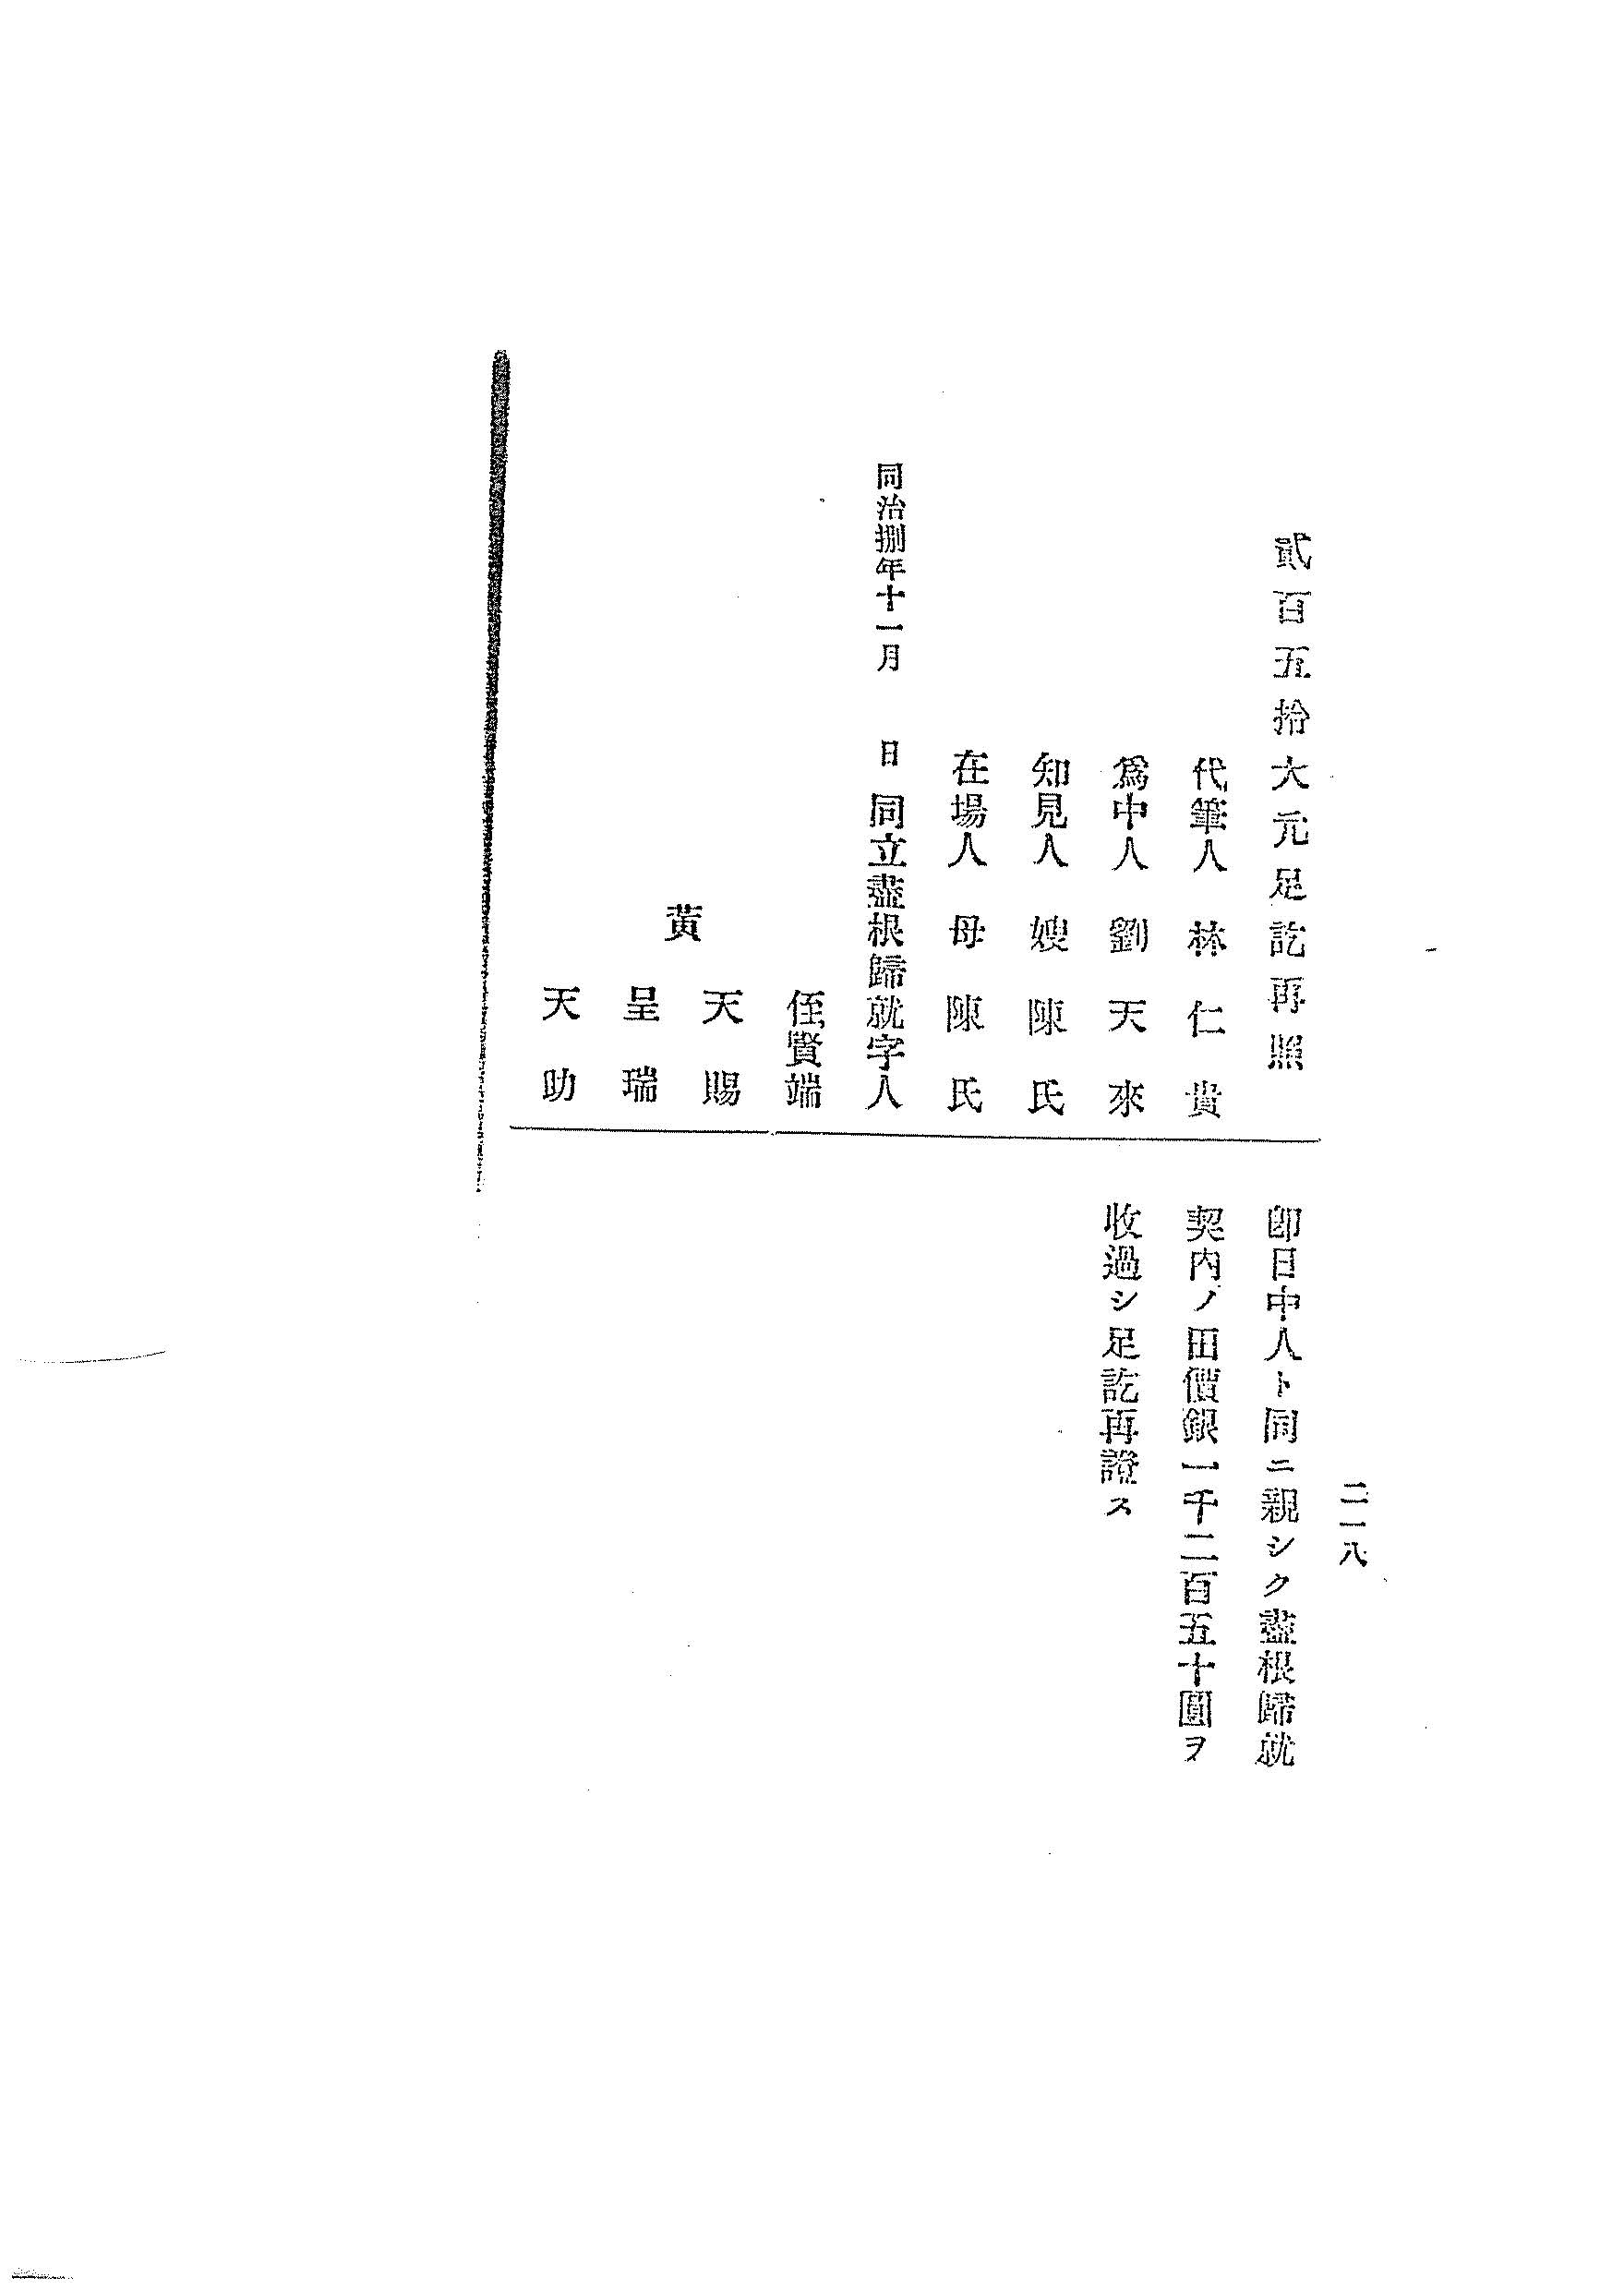 二一八
貳百五拾大元足訖再照
代筆人 林仁貴
爲中人 劉天來
知見人 嫂陳氏
在場人 母陳氏
同治捌年十一月 日 同立盡根歸就字人
侄賢端
天賜
黃 呈瑞
天助
卽日中人ト同ニ親シク盡根歸就
契内ノ田價銀一千二百五十圓ヲ
收過シ足訖再證ス